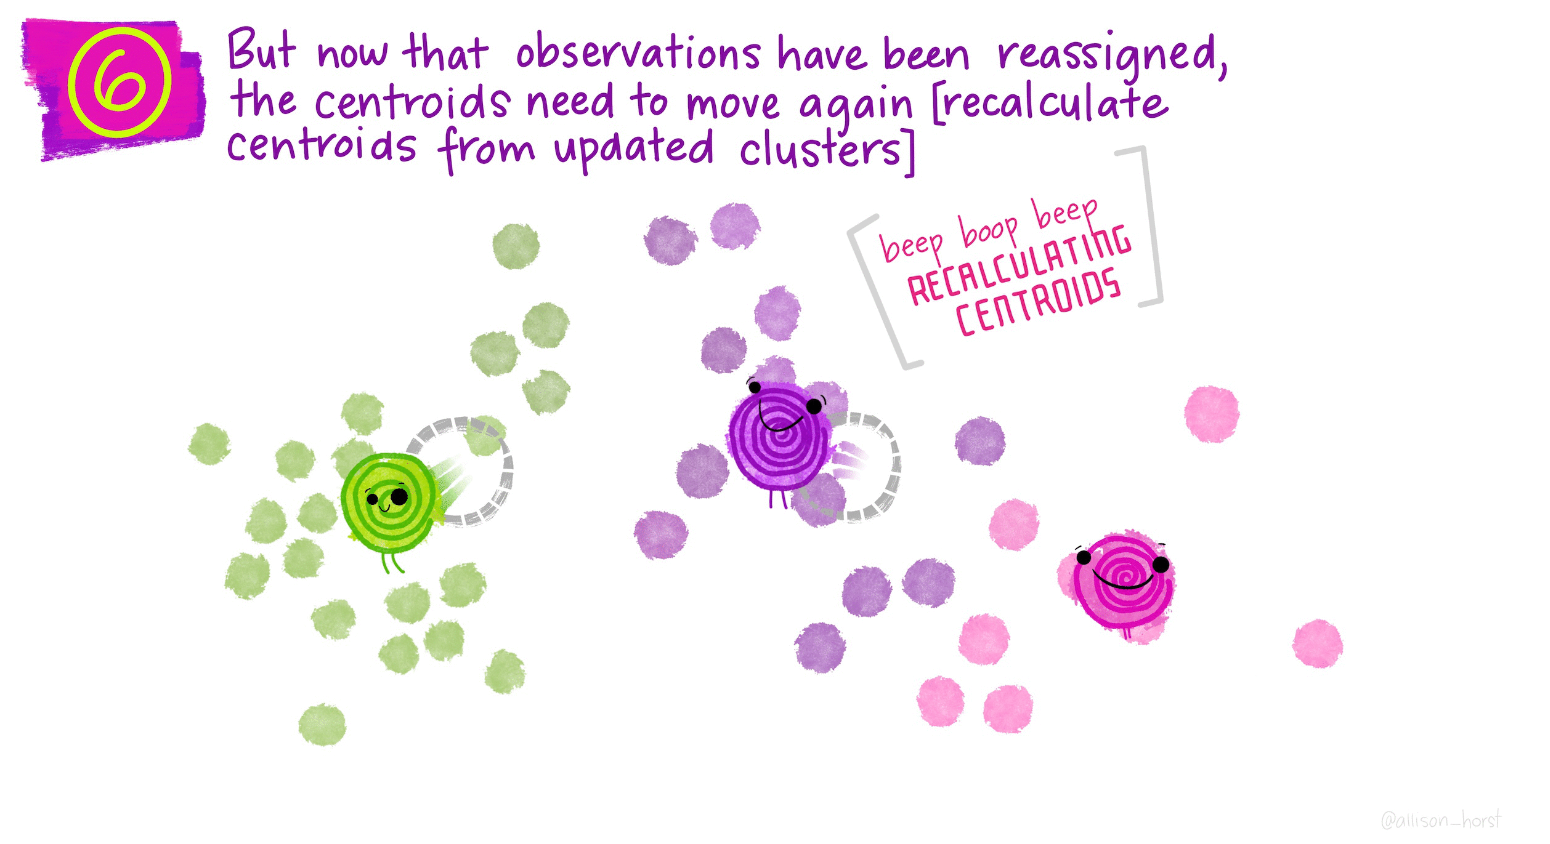 6
But now that observations have been reassigned,
the centroids need to move again [recalculate
centroids from updated clusters]
beep boop beep
RECALCULATING
CENTROIDS
@allison_horst